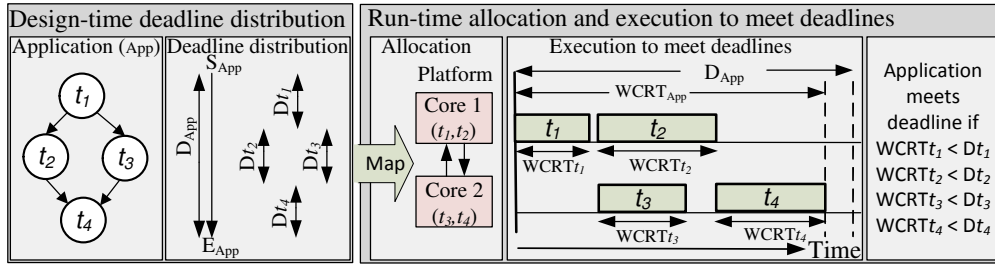 Design-time deadline distribution
Application (App)
t1
t2
t3
t4
Deadline distribution
SApp
DApp
Dt1
Dt2
Dt3
Dt4
EApp
Map
Run-time allocation and execution to meet deadlines
Allocation
Platform
Core 1
(t1,t2)
Core 2
(t3,t4)
Execution to meet deadlines
DApp
WCRTApp
t1
t2
WCRTt1
WCRTt2
t3
t4
WCRTt3
WCRTt4
Time
Application
meets
deadline if
WCRTt1 < Dt1
WCRTt2 < Dt2
WCRTt3 < Dt3
WCRTt4 < Dt4